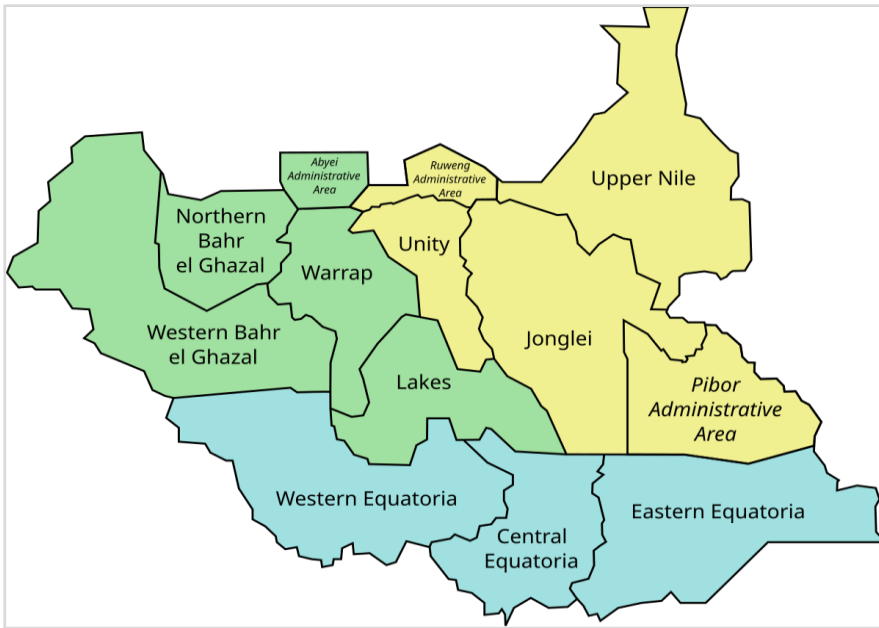 Abyei
Administrative
Area
Ruweng
Administrative
Area
Upper Nile
Northern
Bahr
el Ghazal
Unity
Warrap
Western Bahr
el Ghazal
Jonglei
Lakes
Pibor
Administrative
Area
Western Equatoria
Central
Equatoria
Eastern Equatoria